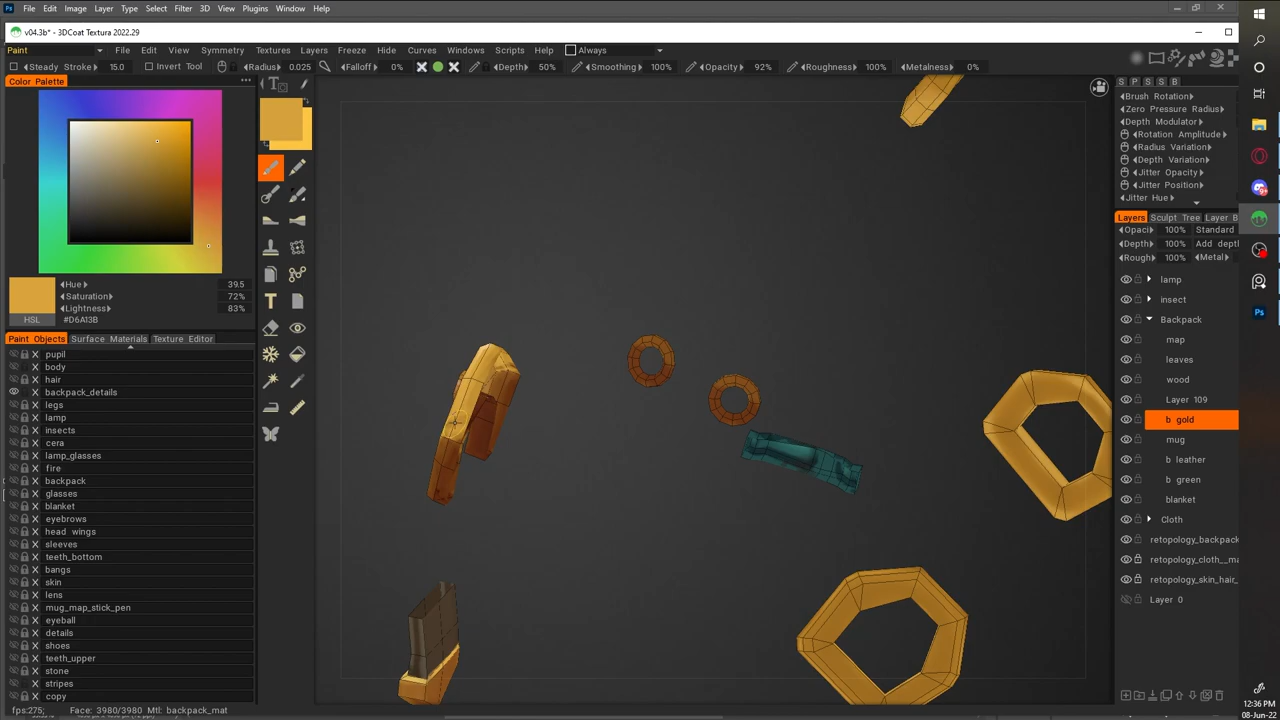 File Edit Image Layer Type Select Filter 3D View Plugins Window Help
v04.3b* - 3DCoat Textura 2022.29
Paint File Edit View Symmetry Textures Layers Freeze Hide Curves Windows Scripts Help Always
Steady Stroke 15.0 Invert Tool Radius 0.025 Falloff 0% Depth 50% Smoothing 100% Opacity 92% Roughness 100% Metalness 0%
Color Palette
Hue 39.5
Saturation 72%
Lightness 83%
HSL #D6A13B
Paint Objects Surface Materials Texture Editor
pupil
body
hair
backpack_details
legs
lamp
insects
cera
lamp_glasses
fire
backpack
glasses
blanket
eyebrows
head wings
sleeves
teeth_bottom
bangs
skin
lens
mug_map_stick_pen
eyeball
details
shoes
teeth_upper
stone
stripes
copy
fps:275; Face: 3980/3980 Mtl: backpack_mat
S P S S B
Brush Rotation
Zero Pressure Radius
Depth Modulator
Rotation Amplitude
Radius Variation
Depth Variation
Jitter Opacity
Jitter Position
Jitter Hue
Layers Sculpt Tree Layer B
Opaci 100% Standard
Depth 100% Add depth
Rough 100% Metal
lamp
insect
Backpack
map
leaves
wood
Layer 109
b gold
mug
b leather
b green
blanket
Cloth
retopology_backpack
retopology_cloth__ma
retopology_skin_hair_
Layer 0
12:36 PM
08-Jun-22